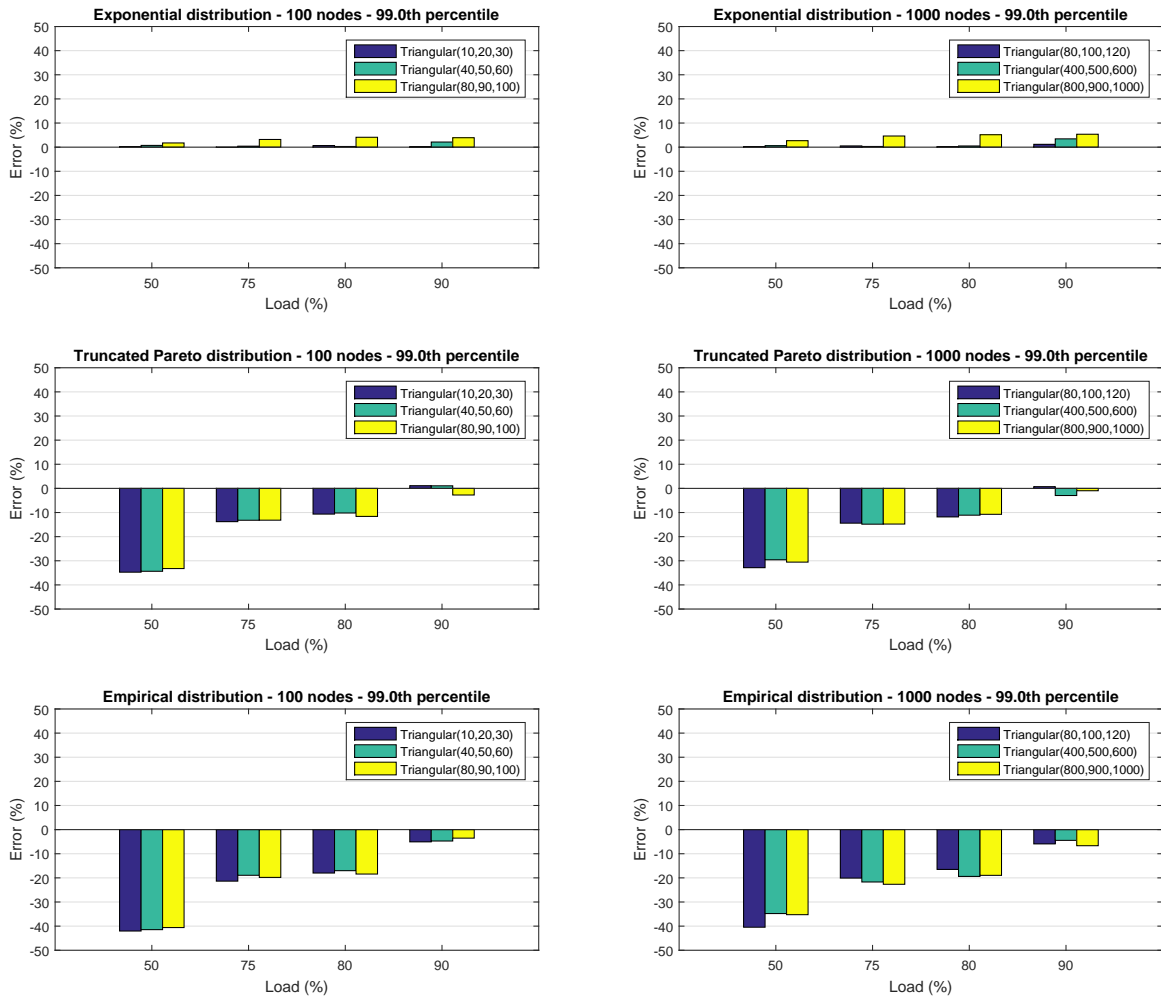 Exponential distribution - 100 nodes - 99.0th percentile
50
40
30
20
10
0
-10
-20
-30
-40
-50
Error (%)
Triangular(10,20,30)
Triangular(40,50,60)
Triangular(80,90,100)
50 75 80 90
Load (%)
Exponential distribution - 1000 nodes - 99.0th percentile
50
40
30
20
10
0
-10
-20
-30
-40
-50
Error (%)
Triangular(80,100,120)
Triangular(400,500,600)
Triangular(800,900,1000)
50 75 80 90
Load (%)
Truncated Pareto distribution - 100 nodes - 99.0th percentile
50
40
30
20
10
0
-10
-20
-30
-40
-50
Error (%)
Triangular(10,20,30)
Triangular(40,50,60)
Triangular(80,90,100)
50 75 80 90
Load (%)
Truncated Pareto distribution - 1000 nodes - 99.0th percentile
50
40
30
20
10
0
-10
-20
-30
-40
-50
Error (%)
Triangular(80,100,120)
Triangular(400,500,600)
Triangular(800,900,1000)
50 75 80 90
Load (%)
Empirical distribution - 100 nodes - 99.0th percentile
50
40
30
20
10
0
-10
-20
-30
-40
-50
Error (%)
Triangular(10,20,30)
Triangular(40,50,60)
Triangular(80,90,100)
50 75 80 90
Load (%)
Empirical distribution - 1000 nodes - 99.0th percentile
50
40
30
20
10
0
-10
-20
-30
-40
-50
Error (%)
Triangular(80,100,120)
Triangular(400,500,600)
Triangular(800,900,1000)
50 75 80 90
Load (%)